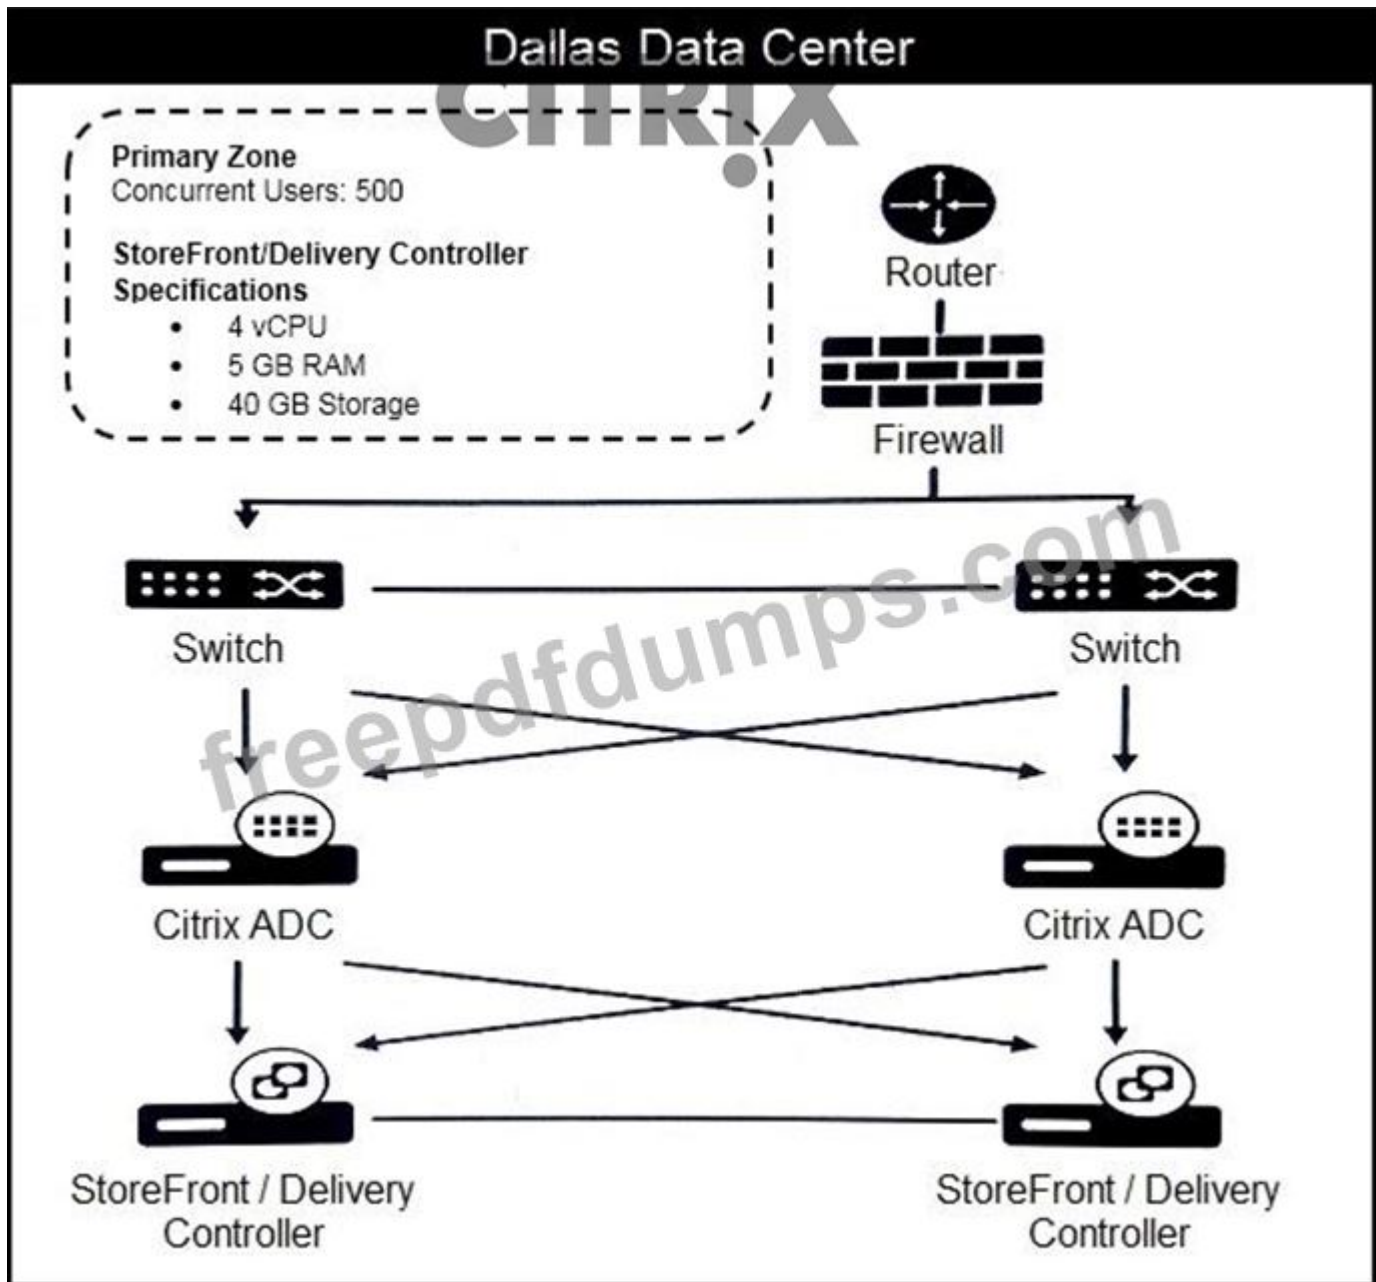 Dallas Data Center
CITRIX
Primary Zone
Concurrent Users: 500
StoreFront/Delivery Controller
Specifications
• 4 vCPU
• 5 GB RAM
• 40 GB Storage
Router
Firewall
Switch
Switch
freepdfdumps.com
Citrix ADC
Citrix ADC
StoreFront / Delivery
Controller
StoreFront / Delivery
Controller